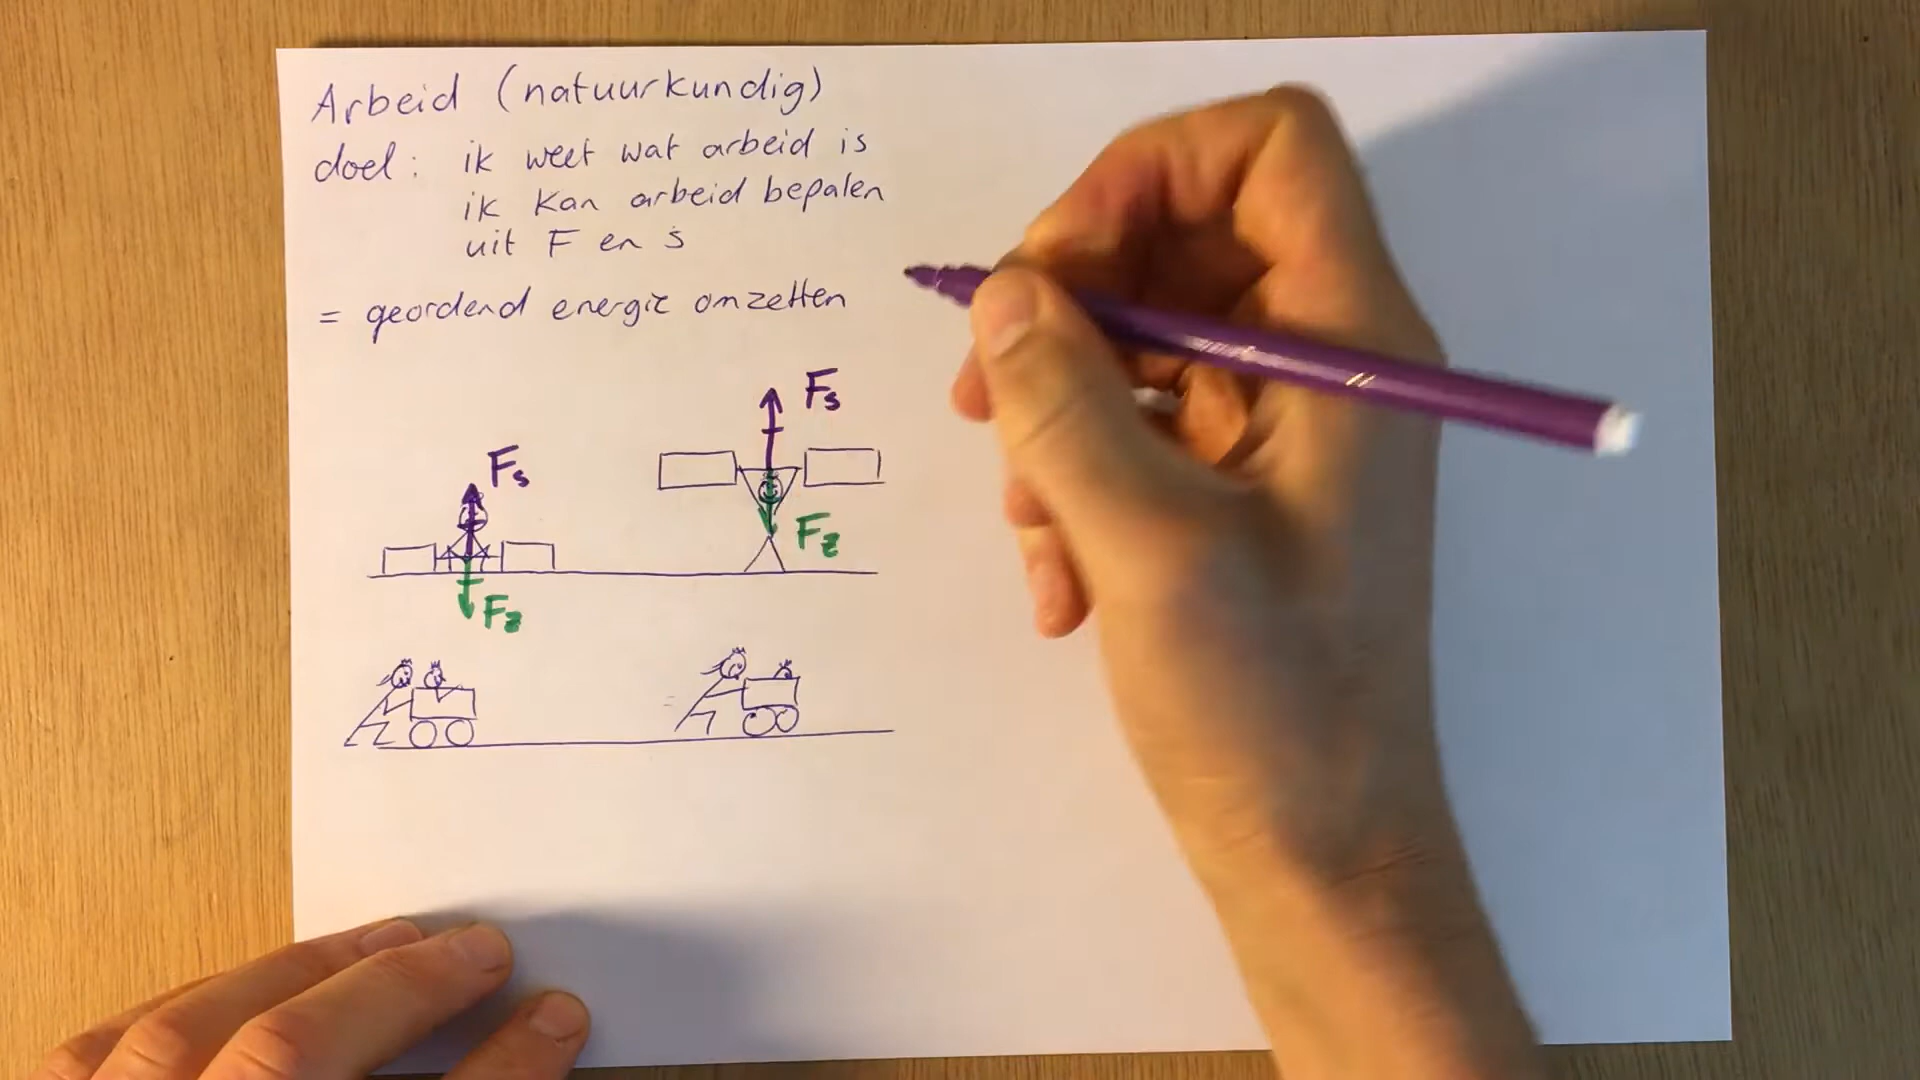 Arbeid (natuurkundig)
doel: ik weet wat arbeid is
ik kan arbeid bepalen
uit F en s
= geordend energie omzetten
Fs
Fs
Fz
Fz